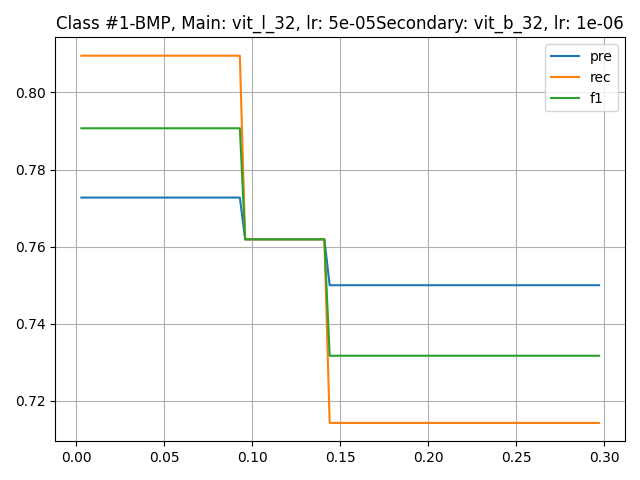 Class #1-BMP, Main: vit_l_32, lr: 5e-05Secondary: vit_b_32, lr: 1e-06
pre
rec
f1
0.80
0.78
0.76
0.74
0.72
0.00 0.05 0.10 0.15 0.20 0.25 0.30